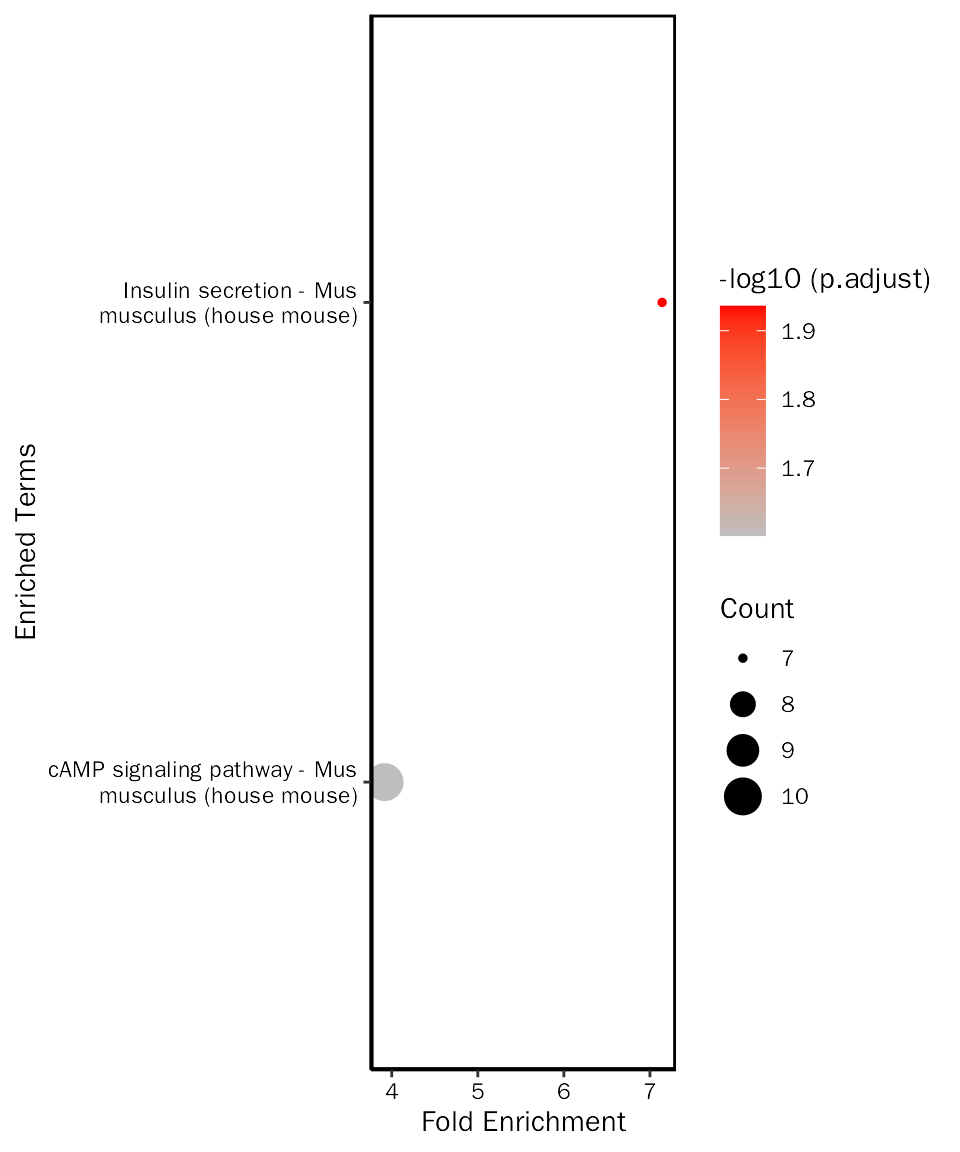 Insulin secretion - Mus
musculus (house mouse)
cAMP signaling pathway - Mus
musculus (house mouse)
Enriched Terms
4 5 6 7
Fold Enrichment
-log10 (p.adjust)
1.9
1.8
1.7
Count
7
8
9
10